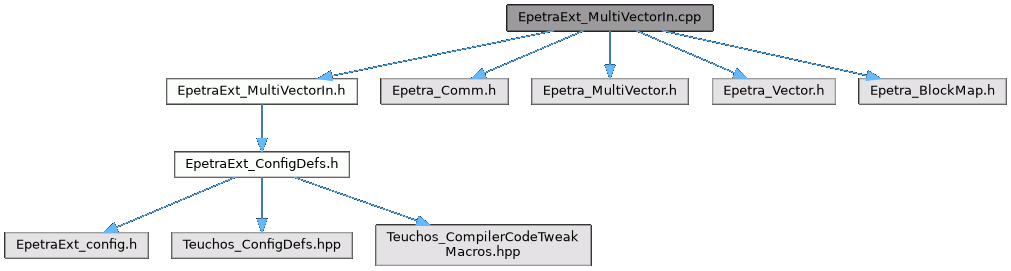 EpetraExt_MultiVectorIn.cpp
EpetraExt_MultiVectorIn.h
Epetra_Comm.h
Epetra_MultiVector.h
Epetra_Vector.h
Epetra_BlockMap.h
EpetraExt_ConfigDefs.h
EpetraExt_config.h
Teuchos_ConfigDefs.hpp
Teuchos_CompilerCodeTweak
Macros.hpp